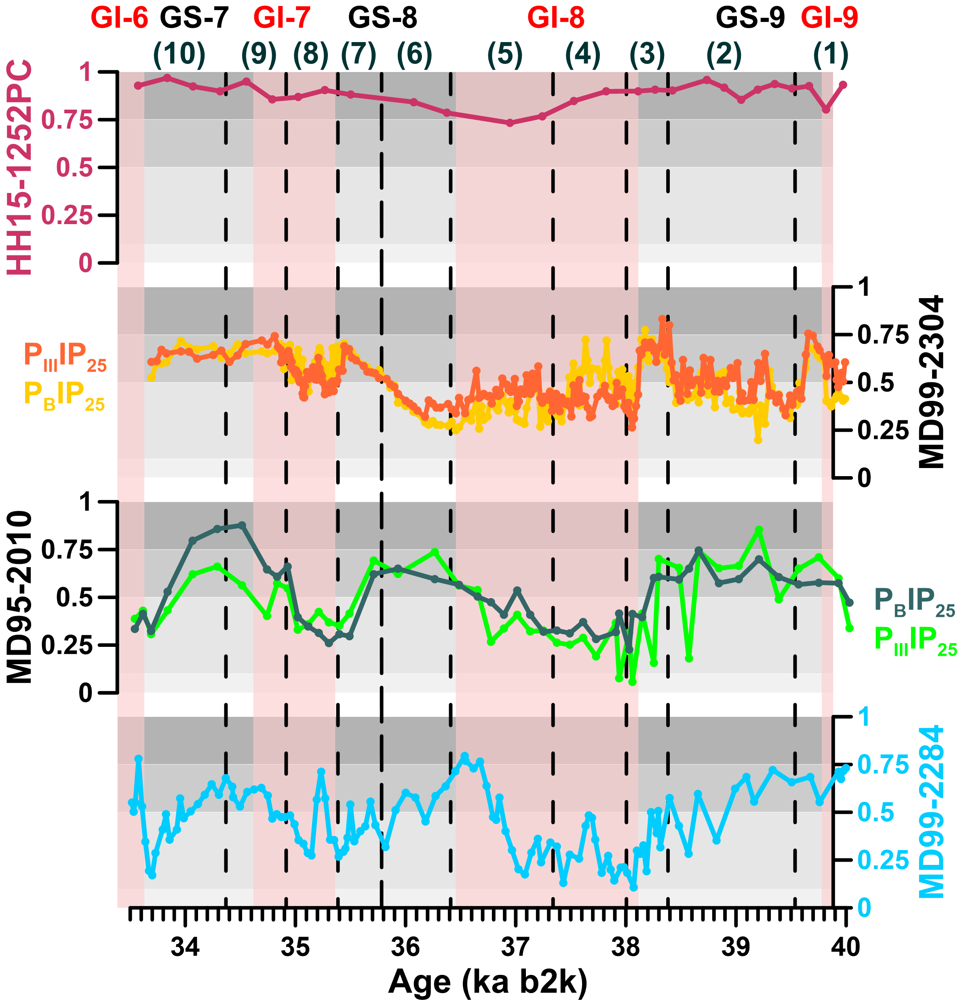 GI-6 GS-7 GI-7 GS-8 GI-8 GS-9 GI-9
(10) (9) (8) (7) (6) (5) (4) (3) (2) (1)
HH15-1252PC
1
0.75
0.5
0.25
0
MD99-2304
1
0.75
0.5
0.25
0
PIIIIP25
PBIP25
MD95-2010
1
0.75
0.5
0.25
0
PBIP25
PIIIIP25
MD99-2284
1
0.75
0.5
0.25
0
34 35 36 37 38 39 40
Age (ka b2k)